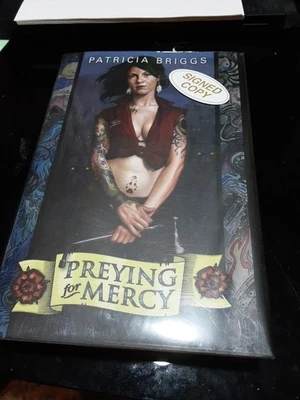 PATRICIA BRIGGS
SIGNED
COPY
PREYING
for
MERCY